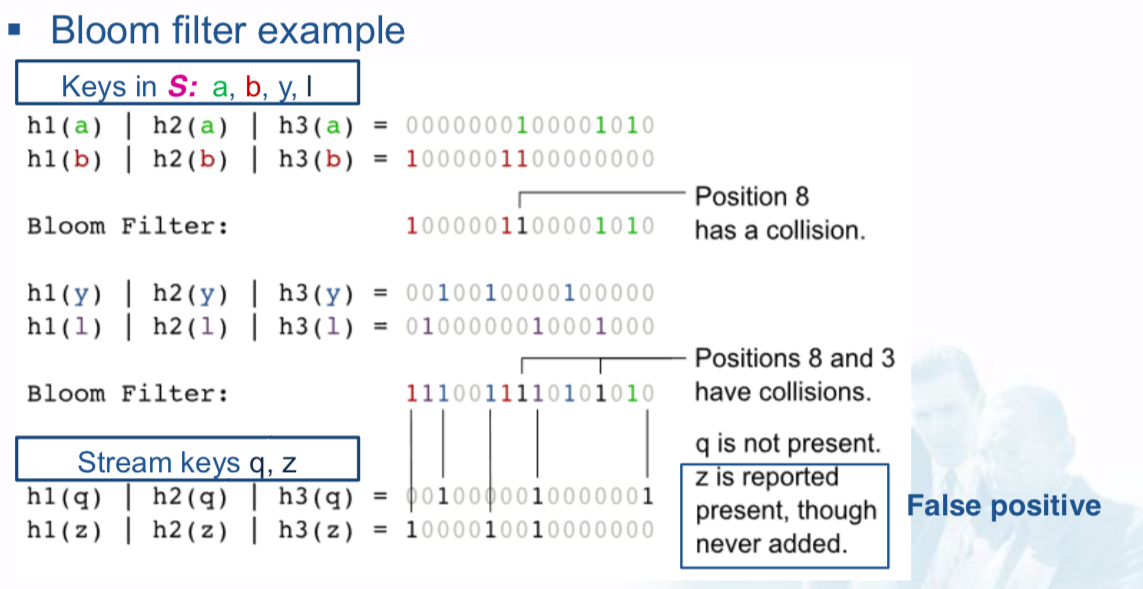 ▪ Bloom filter example
Keys in S: a, b, y, l
h1(a) | h2(a) | h3(a) = 0000000100001010
h1(b) | h2(b) | h3(b) = 1000001100000000
Position 8
has a collision.
Bloom Filter: 1000001100001010
h1(y) | h2(y) | h3(y) = 0010010000100000
h1(l) | h2(l) | h3(l) = 0100000010001000
Positions 8 and 3
have collisions.
Bloom Filter: 1110011110101010
Stream keys q, z
h1(q) | h2(q) | h3(q) = 0010000010000001
h1(z) | h2(z) | h3(z) = 1000010010000000
q is not present.
z is reported
present, though
never added.
False positive